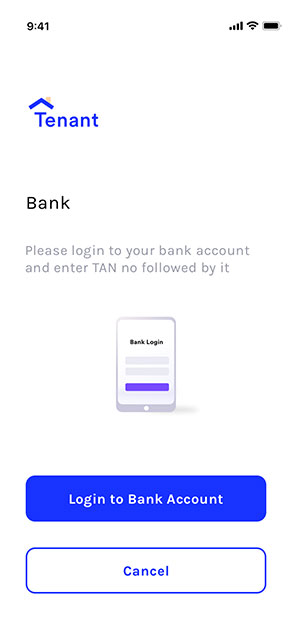 9:41
Tenant
Bank
Please login to your bank account
and enter TAN no followed by it
Bank Login
Login to Bank Account
Cancel